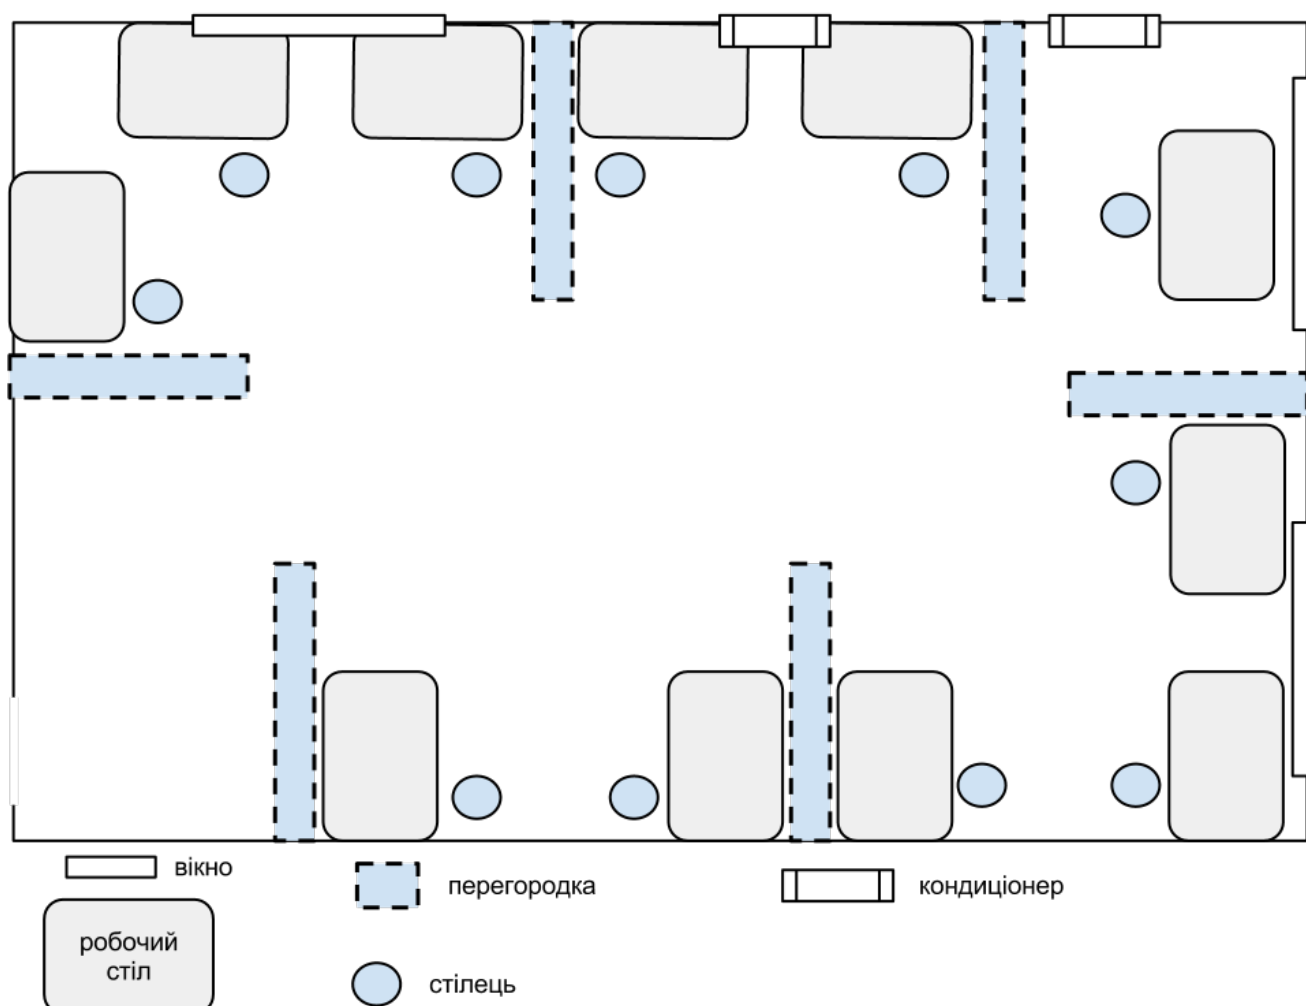 вікно
перегородка
кондиціонер
робочий
стіл
стілець